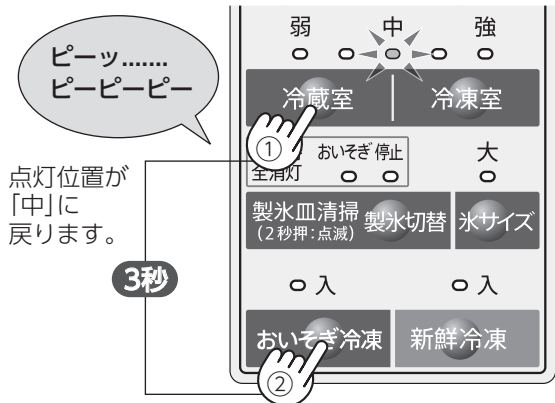 ピーッ.......
ピーピーピー
点灯位置が
「中」に
戻ります。
3秒
弱 中 強
冷蔵室 冷凍室
①
おいそぎ 停止
全消灯
大
製氷皿清掃
(2秒押:点滅)
製氷切替
氷サイズ
入 入
おいそぎ冷凍 新鮮冷凍
②